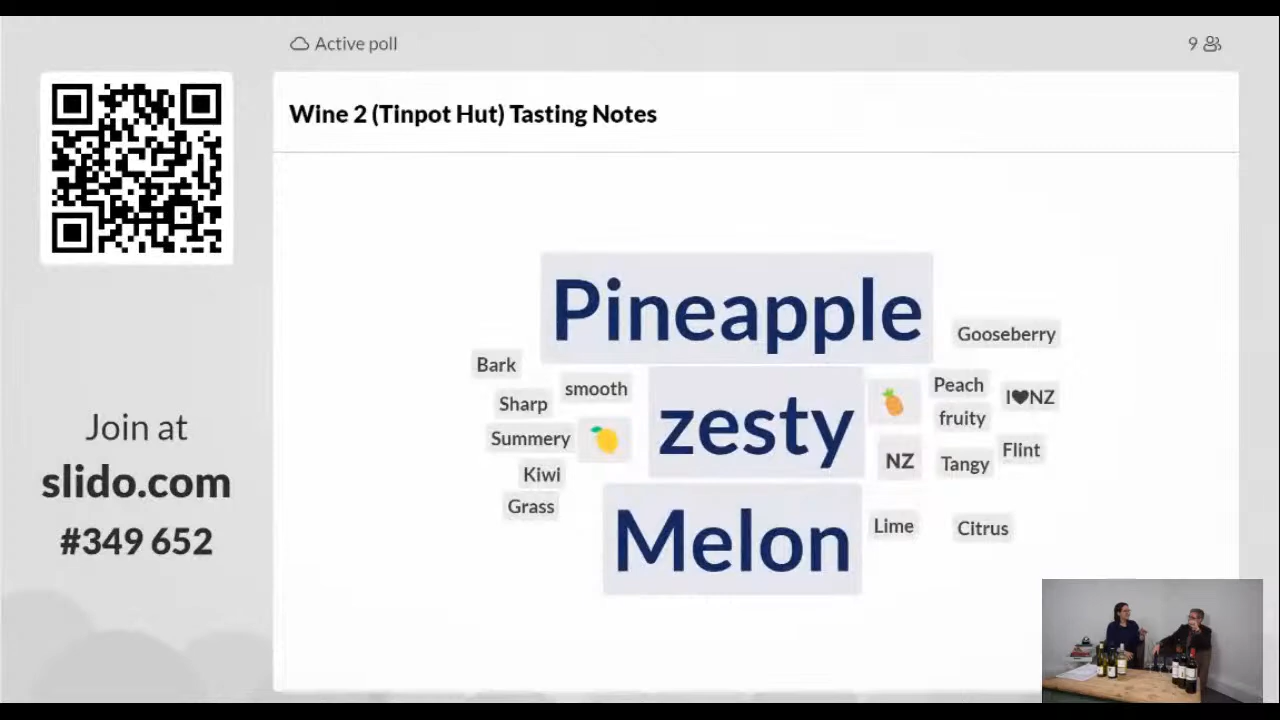 Active poll
9
Wine 2 (Tinpot Hut) Tasting Notes
Pineapple
Gooseberry
Bark
smooth
Peach
I♥NZ
Sharp
zesty
🍍
fruity
Summery
🍋
NZ
Tangy
Flint
Kiwi
Grass
Melon
Lime
Citrus
Join at
slido.com
#349 652